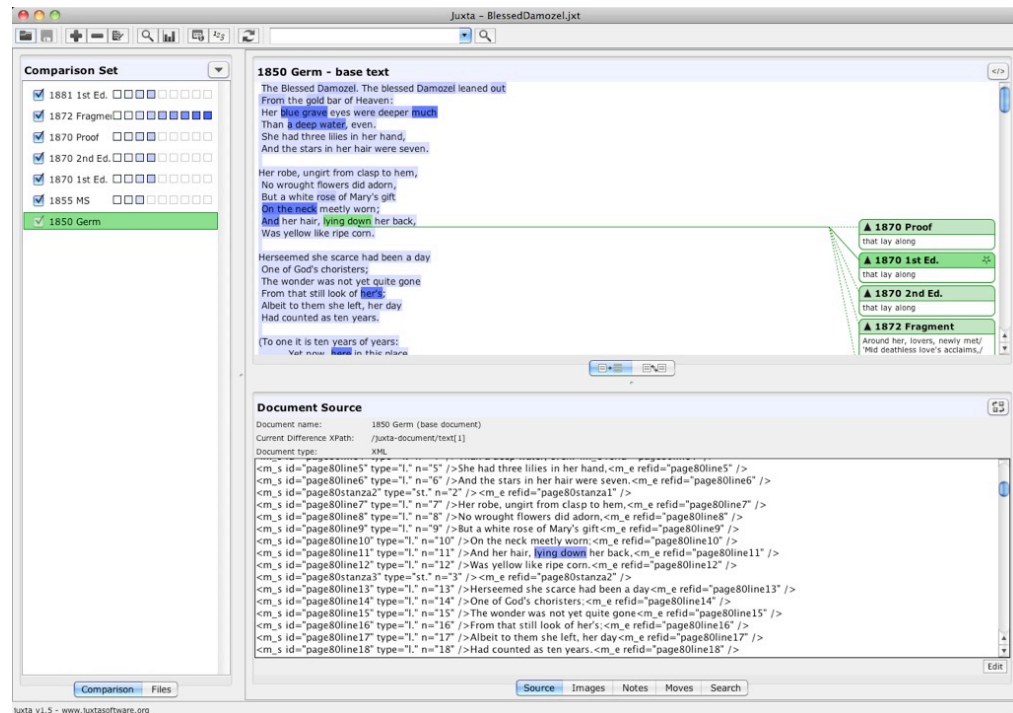 Juxta - BlessedDamozel.jxt
Comparison Set
1881 1st Ed.
1872 Fragme
1870 Proof
1870 2nd Ed.
1870 1st Ed.
1855 MS
1850 Germ
Comparison Files
1850 Germ - base text
The Blessed Damozel. The blessed Damozel leaned out
From the gold bar of Heaven:
Her blue grave eyes were deeper much
Than a deep water, even.
She had three lilies in her hand,
And the stars in her hair were seven.
Her robe, ungirt from clasp to hem,
No wrought flowers did adorn,
But a white rose of Mary's gift
On the neck meetly worn;
And her hair, lying down her back,
Was yellow like ripe corn.
Herseemed she scarce had been a day
One of God's choristers;
The wonder was not yet quite gone
From that still look of her's;
Albeit to them she left, her day
Had counted as ten years.
(To one it is ten years of years:
Yet now, here in this place
▲ 1870 Proof
that lay along
▲ 1870 1st Ed.
that lay along
▲ 1870 2nd Ed.
that lay along
▲ 1872 Fragment
Around her, lovers, newly met/
'Mid deathless love's acclaims,/
Document Source
Document name: 1850 Germ (base document)
Current Difference XPath: /juxta-document/text[1]
Document type: XML
<m_s id="page80line5" type="l." n="5" />She had three lilies in her hand,<m_e refid="page80line5" />
<m_s id="page80line6" type="l." n="6" />And the stars in her hair were seven.<m_e refid="page80line6" />
<m_s id="page80stanza2" type="st." n="2" /><m_e refid="page80stanza1" />
<m_s id="page80line7" type="l." n="7" />Her robe, ungirt from clasp to hem,<m_e refid="page80line7" />
<m_s id="page80line8" type="l." n="8" />No wrought flowers did adorn,<m_e refid="page80line8" />
<m_s id="page80line9" type="l." n="9" />But a white rose of Mary's gift<m_e refid="page80line9" />
<m_s id="page80line10" type="l." n="10" />On the neck meetly worn;<m_e refid="page80line10" />
<m_s id="page80line11" type="l." n="11" />And her hair, lying down her back,<m_e refid="page80line11" />
<m_s id="page80line12" type="l." n="12" />Was yellow like ripe corn.<m_e refid="page80line12" />
<m_s id="page80stanza3" type="st." n="3" /><m_e refid="page80stanza2" />
<m_s id="page80line13" type="l." n="13" />Herseemed she scarce had been a day<m_e refid="page80line13" />
<m_s id="page80line14" type="l." n="14" />One of God's choristers;<m_e refid="page80line14" />
<m_s id="page80line15" type="l." n="15" />The wonder was not yet quite gone<m_e refid="page80line15" />
<m_s id="page80line16" type="l." n="16" />From that still look of her's;<m_e refid="page80line16" />
<m_s id="page80line17" type="l." n="17" />Albeit to them she left, her day<m_e refid="page80line17" />
<m_s id="page80line18" type="l." n="18" />Had counted as ten years.<m_e refid="page80line18" />
Edit
Source Images Notes Moves Search
Juxta v1.5 - www.juxtasoftware.org